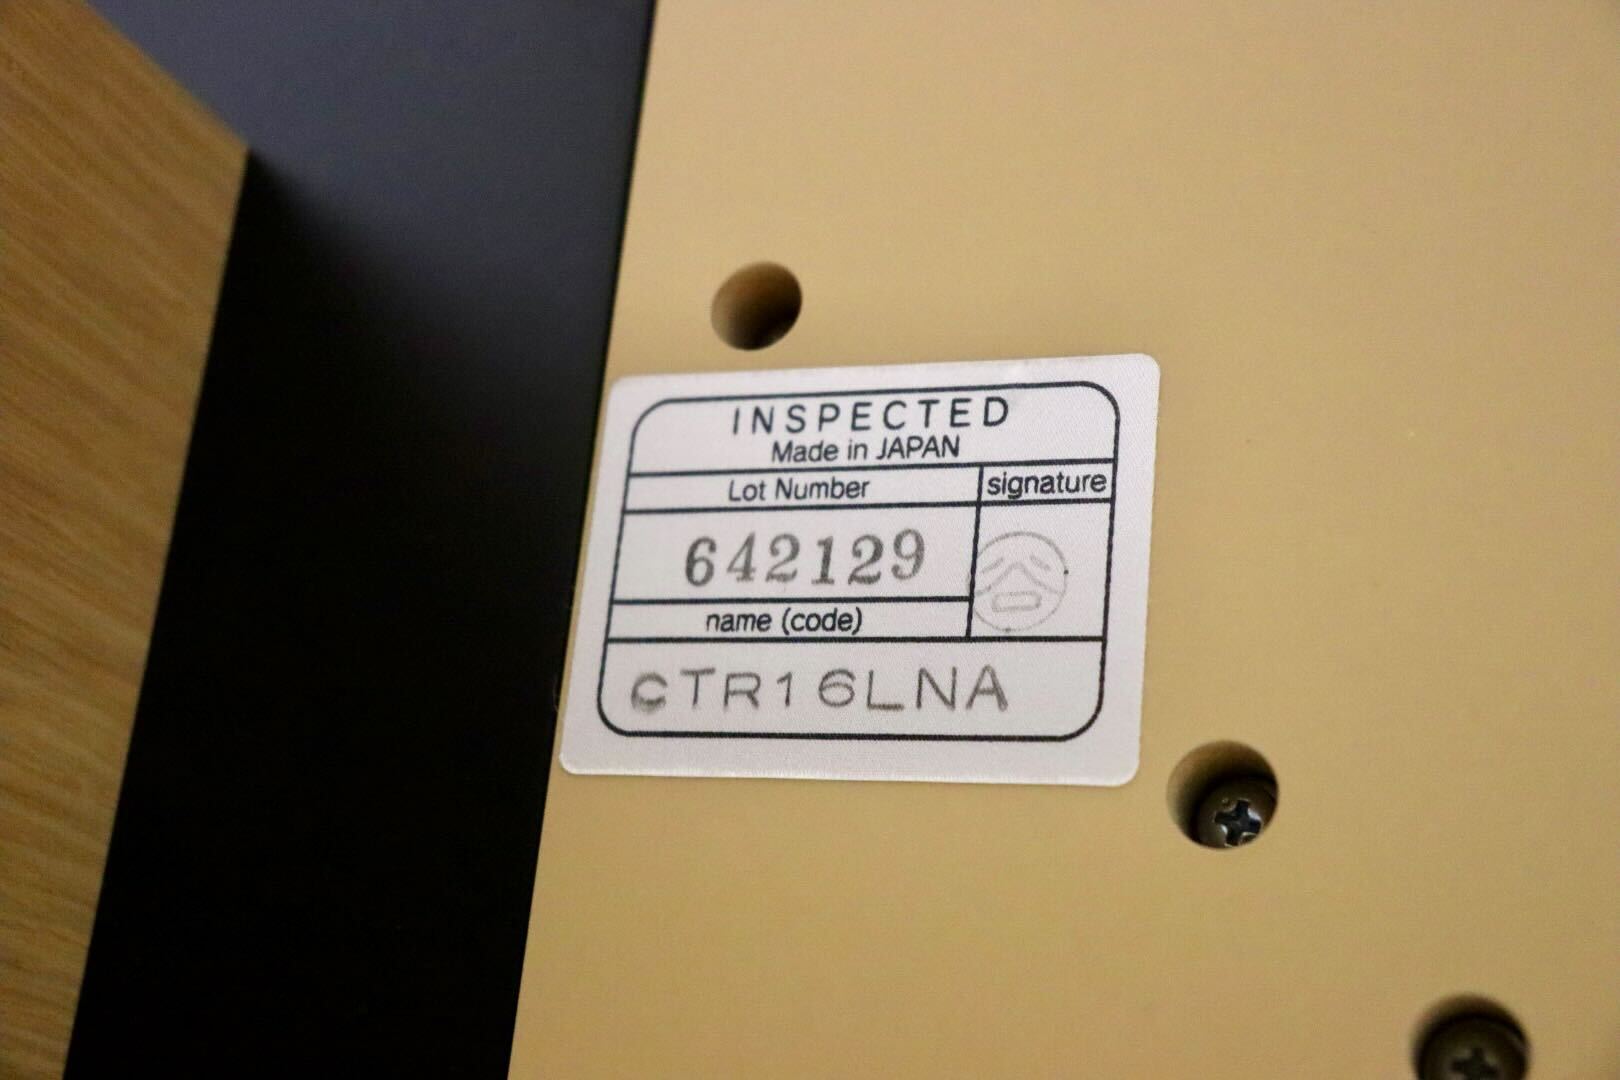 INSPECTED
Made in JAPAN
Lot Number
signature
642129
name (code)
CTR16LNA